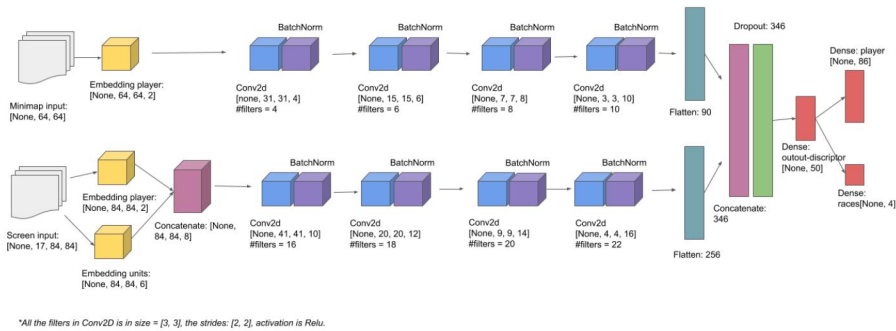 BatchNorm
BatchNorm
BatchNorm
BatchNorm
Dropout: 346
Dense: player
[None, 86]
Minimap input:
[None, 64, 64]
Embedding player:
[None, 64, 64, 2]
Conv2d
[none, 31, 31, 4]
#filters = 4
Conv2d
[None, 15, 15, 6]
#filters = 6
Conv2d
[None, 7, 7, 8]
#filters = 8
Conv2d
[None, 3, 3, 10]
#filters = 10
Flatten: 90
Dense:
outout-discriptor
[None, 50]
Dense:
races[None, 4]
BatchNorm
BatchNorm
BatchNorm
BatchNorm
Screen input:
[None, 17, 84, 84]
Embedding player:
[None, 84, 84, 2]
Embedding units:
[None, 84, 84, 6]
Concatenate: [None,
84, 84, 8]
Conv2d
[None, 41, 41, 10]
#filters = 16
Conv2d
[None, 20, 20, 12]
#filters = 18
Conv2d
[None, 9, 9, 14]
#filters = 20
Conv2d
[None, 4, 4, 16]
#filters = 22
Flatten: 256
Concatenate:
346
*All the filters in Conv2D is in size = [3, 3], the strides: [2, 2], activation is Relu.